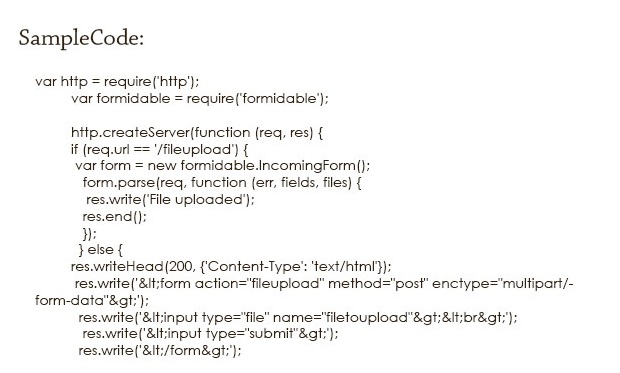 SampleCode:
var http = require('http');
var formidable = require('formidable');
http.createServer(function (req, res) {
if (req.url == '/fileupload') {
var form = new formidable.IncomingForm();
form.parse(req, function (err, fields, files) {
res.write('File uploaded');
res.end();
});
} else {
res.writeHead(200, {'Content-Type': 'text/html'});
res.write('&lt;form action="fileupload" method="post" enctype="multipart/-
form-data"&gt;');
res.write('&lt;input type="file" name="filetoupload"&gt;&lt;br&gt;');
res.write('&lt;input type="submit"&gt;');
res.write('&lt;/form&gt;');